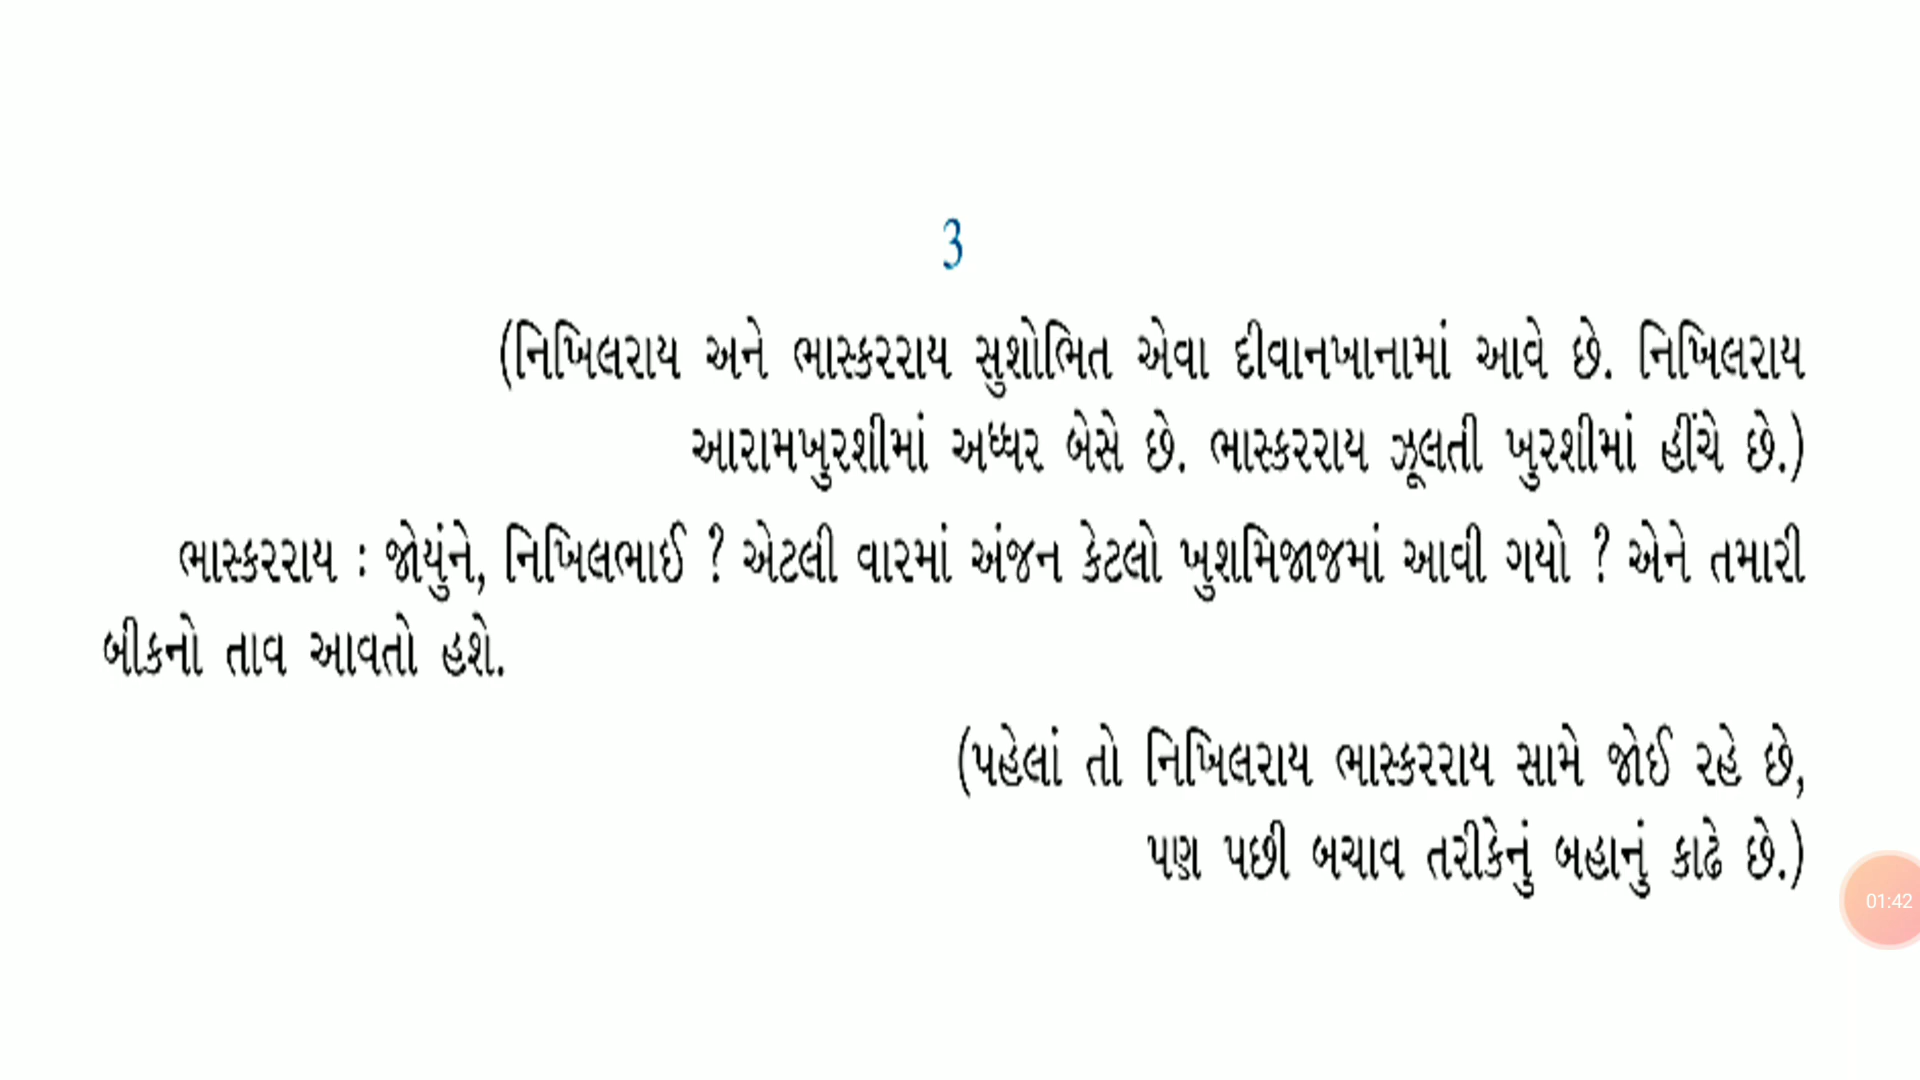 3
(નિખિલરાય અને ભાસ્કરરાય સુશોભિત એવા દીવાનખાનામાં આવે છે. નિખિલરાય
આરામખુરશીમાં અધ્ધર બેસે છે. ભાસ્કરરાય ઝૂલતી ખુરશીમાં હીંચે છે.)
ભાસ્કરરાય : જોયુંને, નિખિલભાઈ ? એટલી વારમાં અંજન કેટલો ખુશમિજાજમાં આવી ગયો ? એને તમારી
બીકનો તાવ આવતો હશે.
(પહેલાં તો નિખિલરાય ભાસ્કરરાય સામે જોઈ રહે છે,
પણ પછી બચાવ તરીકેનું બહાનું કાઢે છે.)
01:42